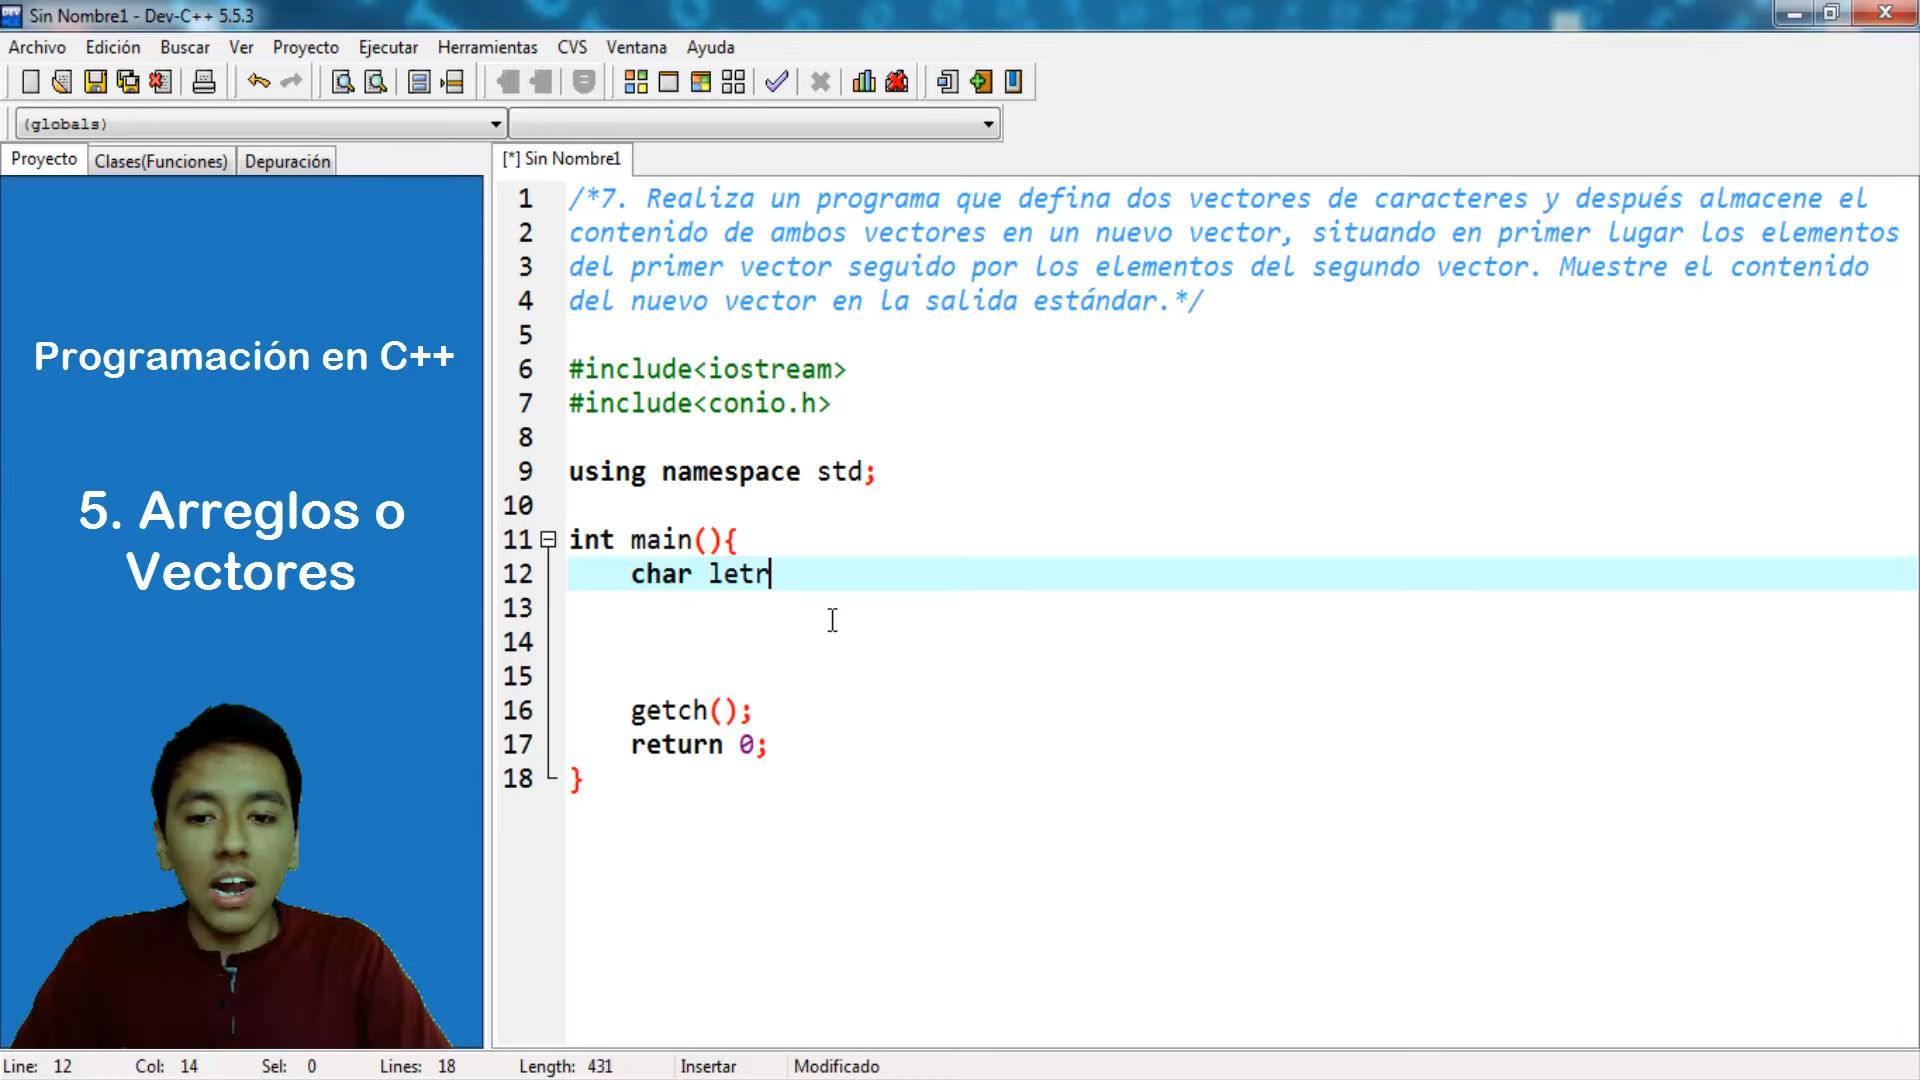 Sin Nombre1 - Dev-C++ 5.5.3
Archivo Edición Buscar Ver Proyecto Ejecutar Herramientas CVS Ventana Ayuda
(globals)
Proyecto Clases(Funciones) Depuración
[*] Sin Nombre1
1 /*7. Realiza un programa que defina dos vectores de caracteres y después almacene el
2 contenido de ambos vectores en un nuevo vector, situando en primer lugar los elementos
3 del primer vector seguido por los elementos del segundo vector. Muestre el contenido
4 del nuevo vector en la salida estándar.*/
5
6 #include<iostream>
7 #include<conio.h>
8
9 using namespace std;
10
11 int main(){
12 char letr
13
14
15
16 getch();
17 return 0;
18 }
Programación en C++
5. Arreglos o
Vectores
Line: 12 Col: 14 Sel: 0 Lines: 18 Length: 431 Insertar Modificado